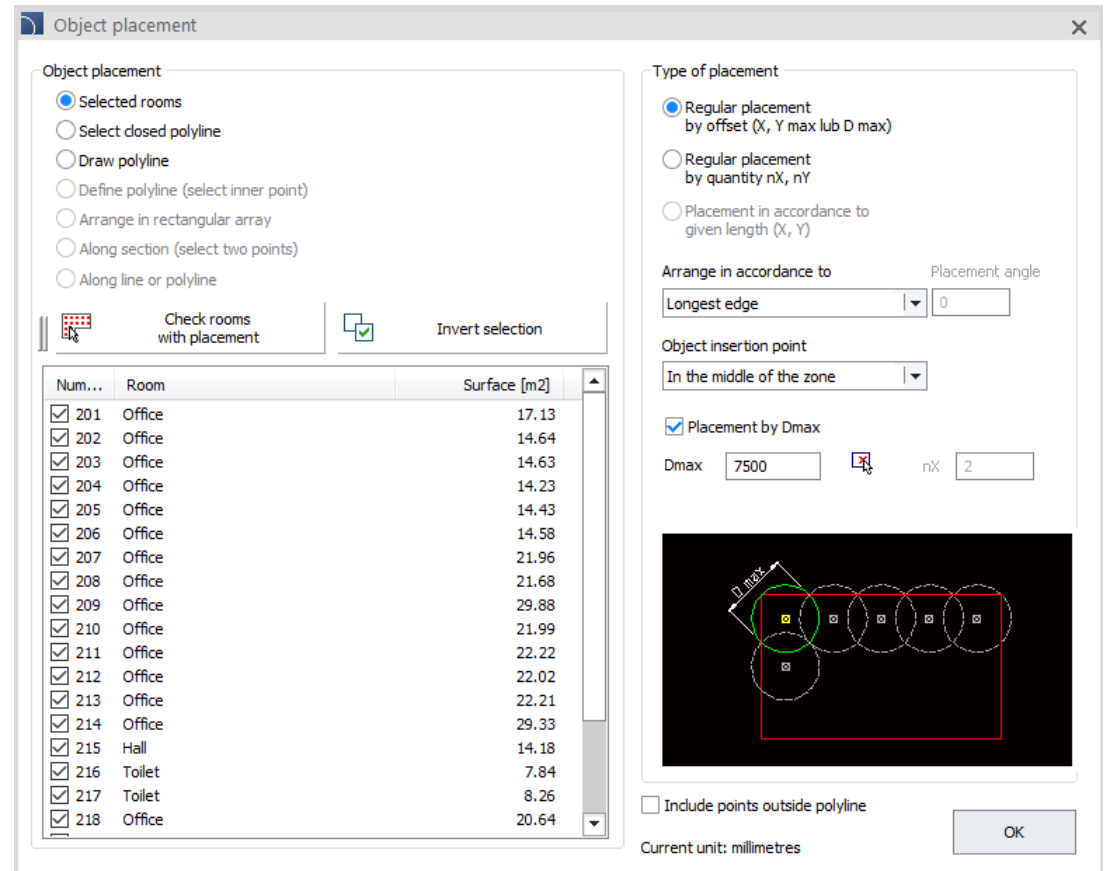 Object placement
Object placement
Selected rooms
Select closed polyline
Draw polyline
Define polyline (select inner point)
Arrange in rectangular array
Along section (select two points)
Along line or polyline
Check rooms
with placement
Invert selection
Num... Room Surface [m2]
201 Office 17.13
202 Office 14.64
203 Office 14.63
204 Office 14.23
205 Office 14.43
206 Office 14.58
207 Office 21.96
208 Office 21.68
209 Office 29.88
210 Office 21.99
211 Office 22.22
212 Office 22.02
213 Office 22.21
214 Office 29.33
215 Hall 14.18
216 Toilet 7.84
217 Toilet 8.26
218 Office 20.64
Type of placement
Regular placement
by offset (X, Y max lub D max)
Regular placement
by quantity nX, nY
Placement in accordance to
given length (X, Y)
Arrange in accordance to Placement angle
Longest edge 0
Object insertion point
In the middle of the zone
Placement by Dmax
Dmax 7500 nX 2
D max
Include points outside polyline
OK
Current unit: millimetres